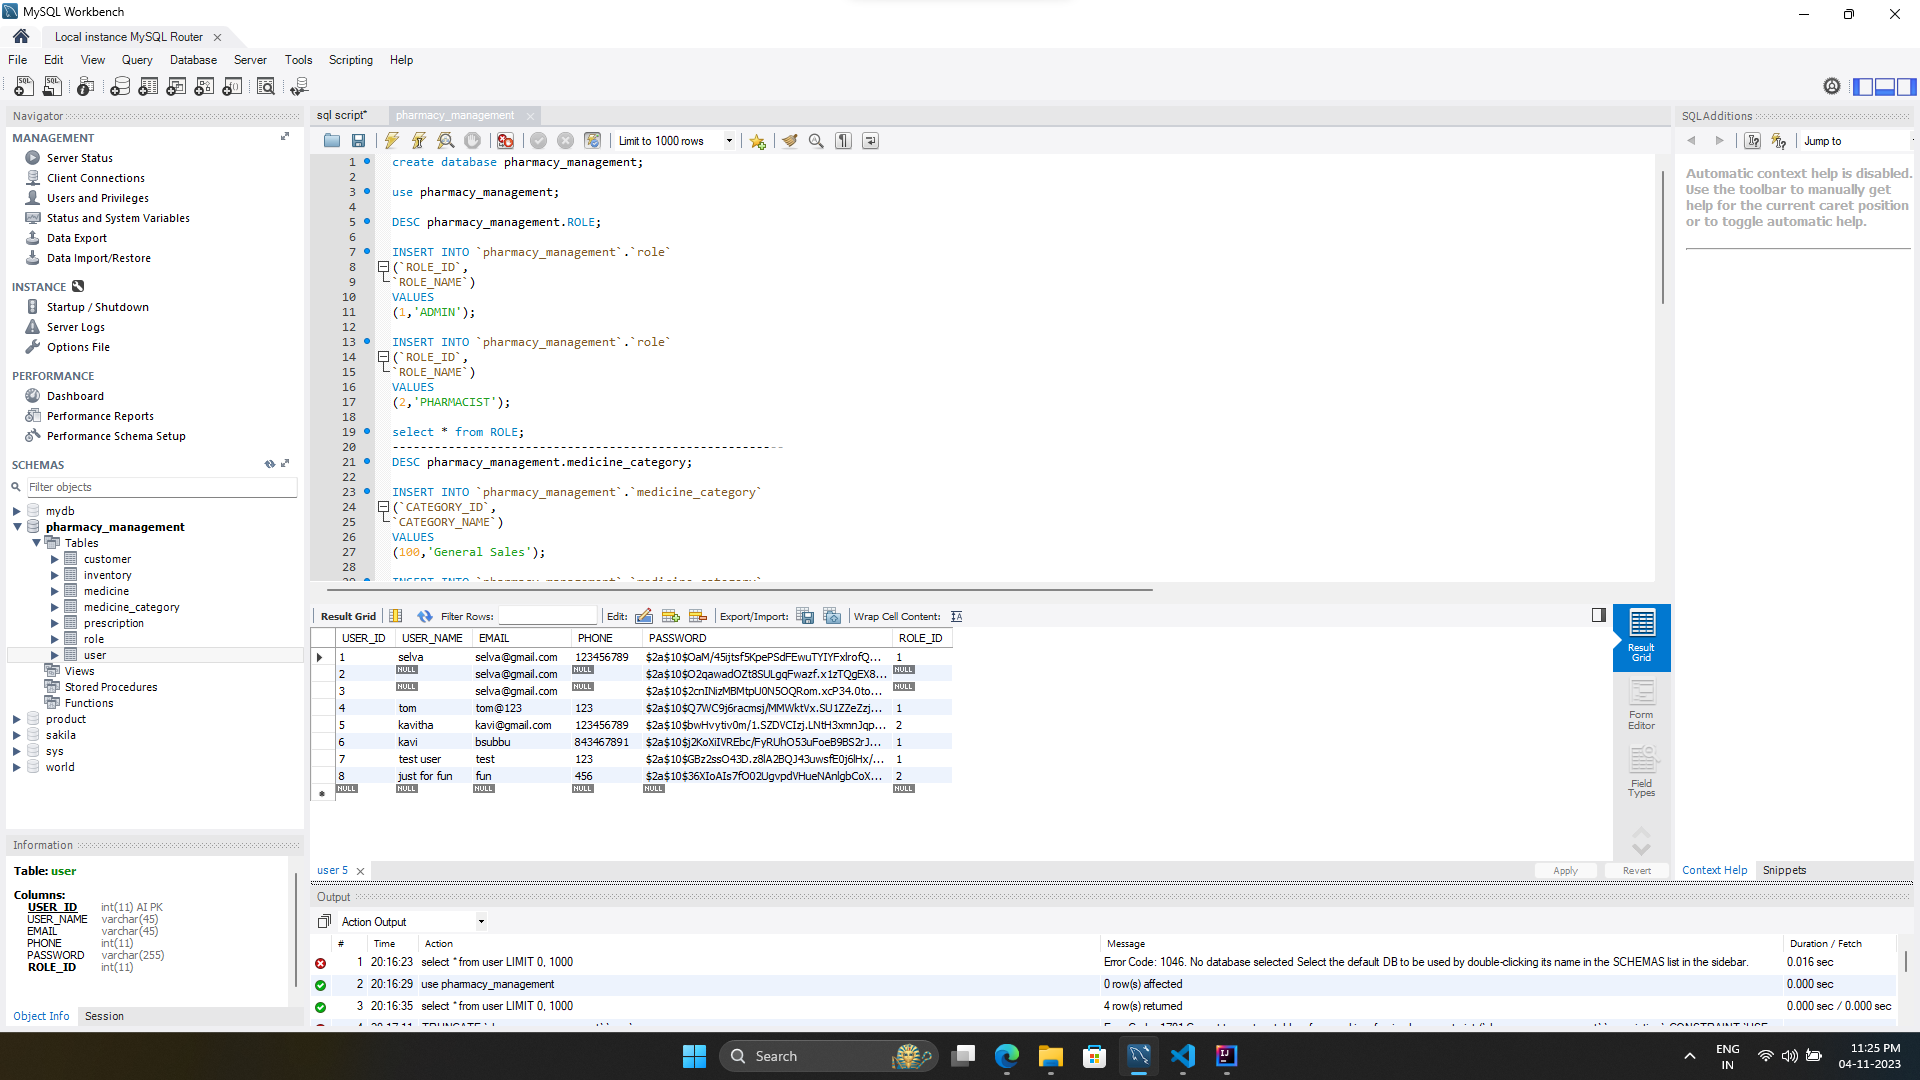 MySQL Workbench
Local instance MySQL Router
File Edit View Query Database Server Tools Scripting Help
Navigator
MANAGEMENT
Server Status
Client Connections
Users and Privileges
Status and System Variables
Data Export
Data Import/Restore
INSTANCE
Startup / Shutdown
Server Logs
Options File
PERFORMANCE
Dashboard
Performance Reports
Performance Schema Setup
SCHEMAS
Filter objects
mydb
pharmacy_management
Tables
customer
inventory
medicine
medicine_category
prescription
role
user
Views
Stored Procedures
Functions
product
sakila
sys
world
Information
Table: user
Columns:
USER_ID int(11) AI PK
USER_NAME varchar(45)
EMAIL varchar(45)
PHONE int(11)
PASSWORD varchar(255)
ROLE_ID int(11)
Object Info Session
sql script* pharmacy_management
Limit to 1000 rows
1 create database pharmacy_management;
2
3 use pharmacy_management;
4
5 DESC pharmacy_management.ROLE;
6
7 INSERT INTO `pharmacy_management`.`role`
8 (`ROLE_ID`,
9 `ROLE_NAME`)
10 VALUES
11 (1,'ADMIN');
12
13 INSERT INTO `pharmacy_management`.`role`
14 (`ROLE_ID`,
15 `ROLE_NAME`)
16 VALUES
17 (2,'PHARMACIST');
18
19 select * from ROLE;
20 --------------------------------------------------------
21 DESC pharmacy_management.medicine_category;
22
23 INSERT INTO `pharmacy_management`.`medicine_category`
24 (`CATEGORY_ID`,
25 `CATEGORY_NAME`)
26 VALUES
27 (100,'General Sales');
28
Result Grid Filter Rows: Edit: Export/Import: Wrap Cell Content:
USER_ID USER_NAME EMAIL PHONE PASSWORD ROLE_ID
1 selva selva@gmail.com 123456789 $2a$10$OaM/45ijtsf5KpePSdFEwuTYIYFxlrofQ... 1
2 NULL selva@gmail.com NULL $2a$10$O2qawadOZt8SULgqFwazf.x1zTQgEX8... NULL
3 NULL selva@gmail.com NULL $2a$10$2cnINizMBMtpU0N5OQRom.xcP34.0to... NULL
4 tom tom@123 123 $2a$10$Q7WC9j6racmsj/MMWktVx.SU1ZZeZzj... 1
5 kavitha kavi@gmail.com 123456789 $2a$10$bwHvytiv0m/1.SZDVCIzj.LNtH3xmnJqp... 2
6 kavi bsubbu 843467891 $2a$10$j2KoXiIVREbc/FyRUhO53uFoeB9BS2rJ... 1
7 test user test 123 $2a$10$GBz2ssO43D.z8lA2BQJ43uwsfE0j6lHx/... 1
8 just for fun fun 456 $2a$10$36XIoAIs7fO02UgvpdVHueNAnlgbCoX... 2
NULL NULL NULL NULL NULL NULL
Result Grid
Form Editor
Field Types
user 5 Apply Revert
Output
Action Output
# Time Action Message Duration / Fetch
1 20:16:23 select * from user LIMIT 0, 1000 Error Code: 1046. No database selected Select the default DB to be used by double-clicking its name in the SCHEMAS list in the sidebar. 0.016 sec
2 20:16:29 use pharmacy_management 0 row(s) affected 0.000 sec
3 20:16:35 select * from user LIMIT 0, 1000 4 row(s) returned 0.000 sec / 0.000 sec
SQLAdditions
Jump to
Automatic context help is disabled.
Use the toolbar to manually get
help for the current caret position
or to toggle automatic help.
Context Help Snippets
Search
ENG
IN
11:25 PM
04-11-2023